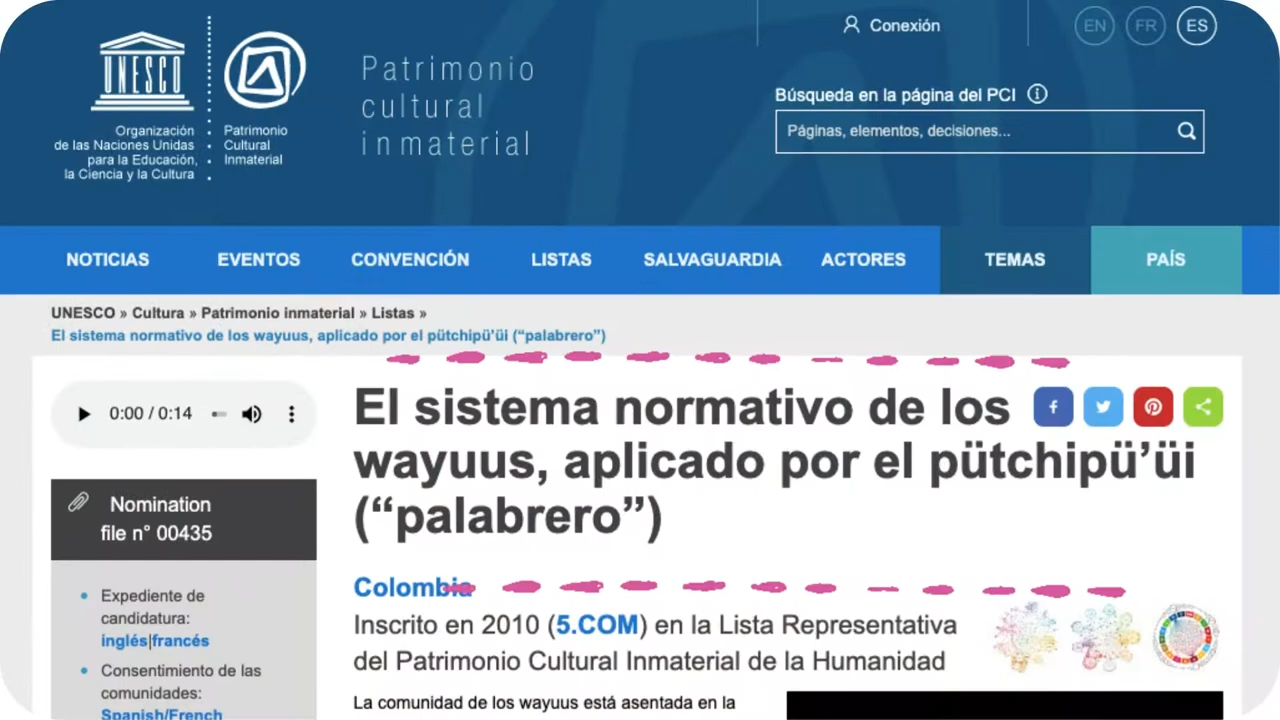 Conexión
EN FR ES
UNESCO
Organización
de las Naciones Unidas
para la Educación,
la Ciencia y la Cultura
Patrimonio
Cultural
Inmaterial
Patrimonio
cultural
inmaterial
Búsqueda en la página del PCI
Páginas, elementos, decisiones...
NOTICIAS EVENTOS CONVENCIÓN LISTAS SALVAGUARDIA ACTORES TEMAS PAÍS
UNESCO » Cultura » Patrimonio inmaterial » Listas »
El sistema normativo de los wayuus, aplicado por el pütchipü’üi (“palabrero”)
0:00 / 0:14
Nomination
file n° 00435
Expediente de
candidatura:
inglés|francés
Consentimiento de las
comunidades:
Spanish/French
El sistema normativo de los
wayuus, aplicado por el pütchipü’üi
(“palabrero”)
Colombia
Inscrito en 2010 (5.COM) en la Lista Representativa
del Patrimonio Cultural Inmaterial de la Humanidad
La comunidad de los wayuus está asentada en la